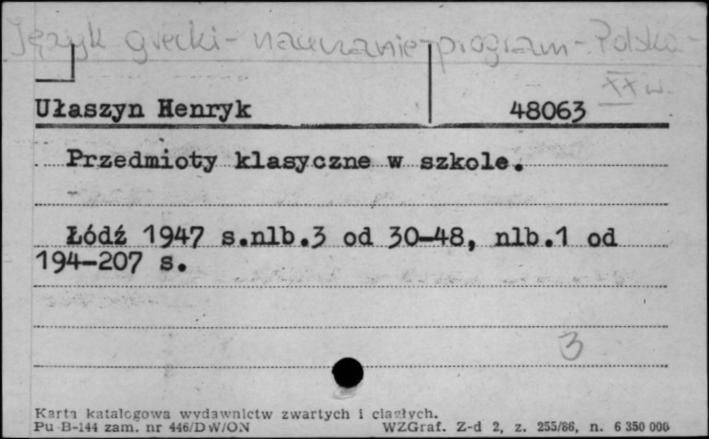 Język grecki - nauczanie - program - Polska -
XX w.
Ułaszyn Henryk 48063
Przedmioty klasyczne w szkole.
Łódź 1947 s.nlb.3 od 30-48, nlb.1 od
194-207 s.
3
Karta katalogowa wydawnictw zwartych i ciągłych.
Pu B-144 zam. nr 446/DW/ON WZGraf. Z-d 2, z. 255/86, n. 6 350 000